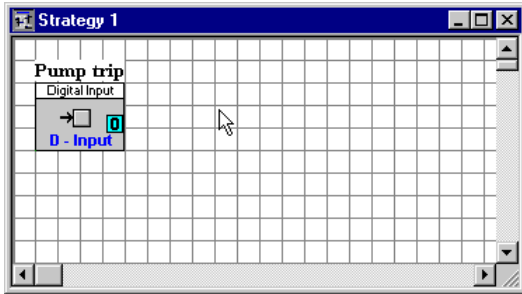 Strategy 1
Pump trip
Digital Input
0
D - Input